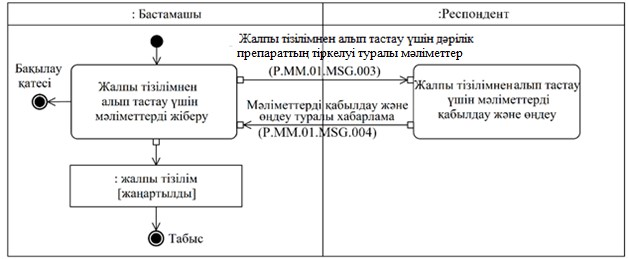 : Бастамашы
:Респондент
Жалпы тізілімнен алып тастау үшін дәрілік
препараттың тіркелуі туралы мәліметтер
(P.MM.01.MSG.003)
Бақылау
қатесі
Жалпы тізілімнен
алып тастау үшін
мәліметтерді жіберу
Жалпы тізілімнен алып тастау
үшін мәліметтерді
қабылдау және өңдеу
Мәліметтерді қабылдау және
өңдеу туралы хабарлама
(P.MM.01.MSG.004)
: жалпы тізілім
[жаңартылды]
Табыс